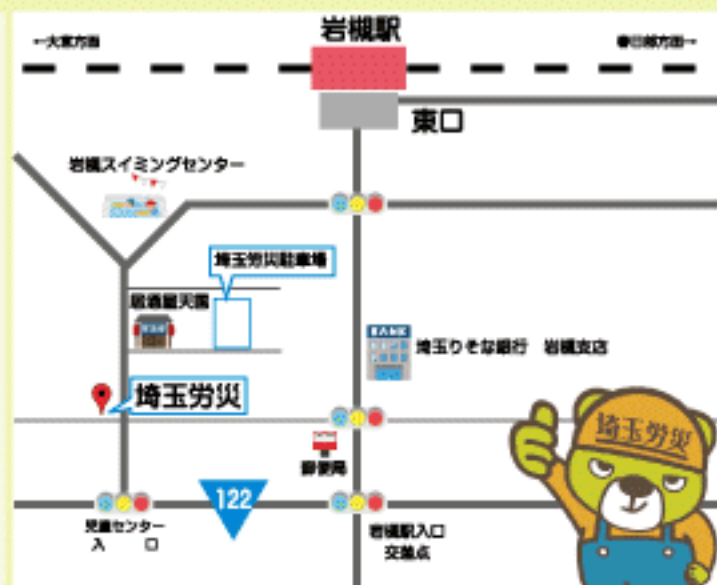 岩槻駅
←大宮方面
春日部方面→
東口
岩槻スイミングセンター
埼玉労災駐車場
居酒屋天国
BANK
埼玉りそな銀行 岩槻支店
埼玉労災
埼玉労災
郵便局
122
児童センター
入 口
岩槻駅入口
交差点